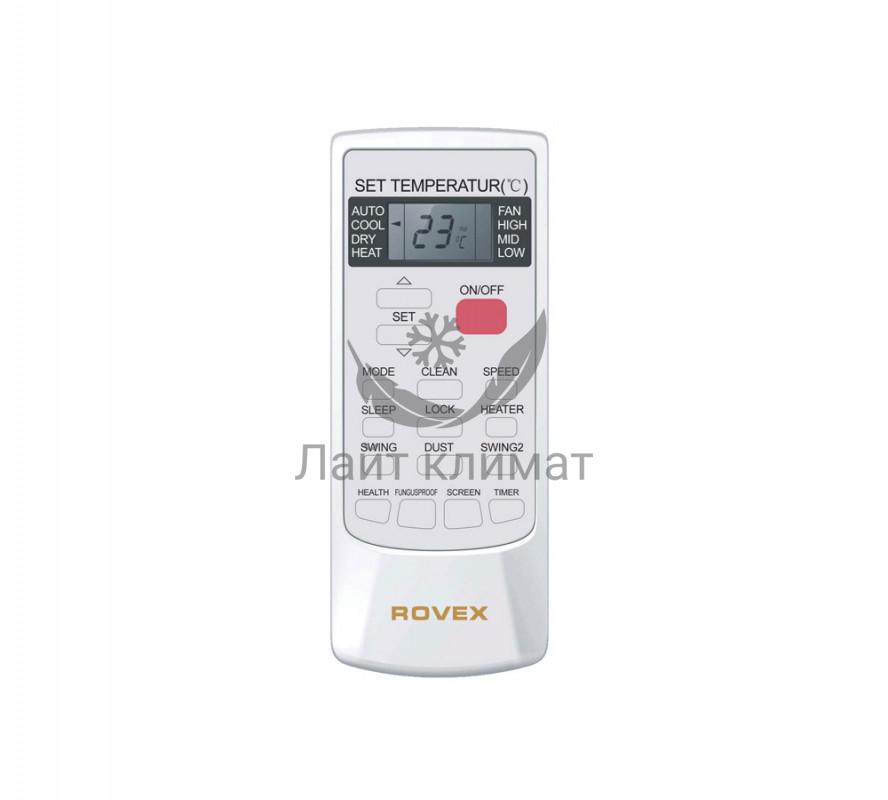 SET TEMPERATUR(℃)
AUTO FAN
COOL 23 °C HIGH
DRY MID
HEAT LOW
ON/OFF
SET
MODE CLEAN SPEED
SLEEP LOCK HEATER
SWING DUST SWING2
Лайт климат
HEALTH FUNGUSPROOF SCREEN TIMER
ROVEX